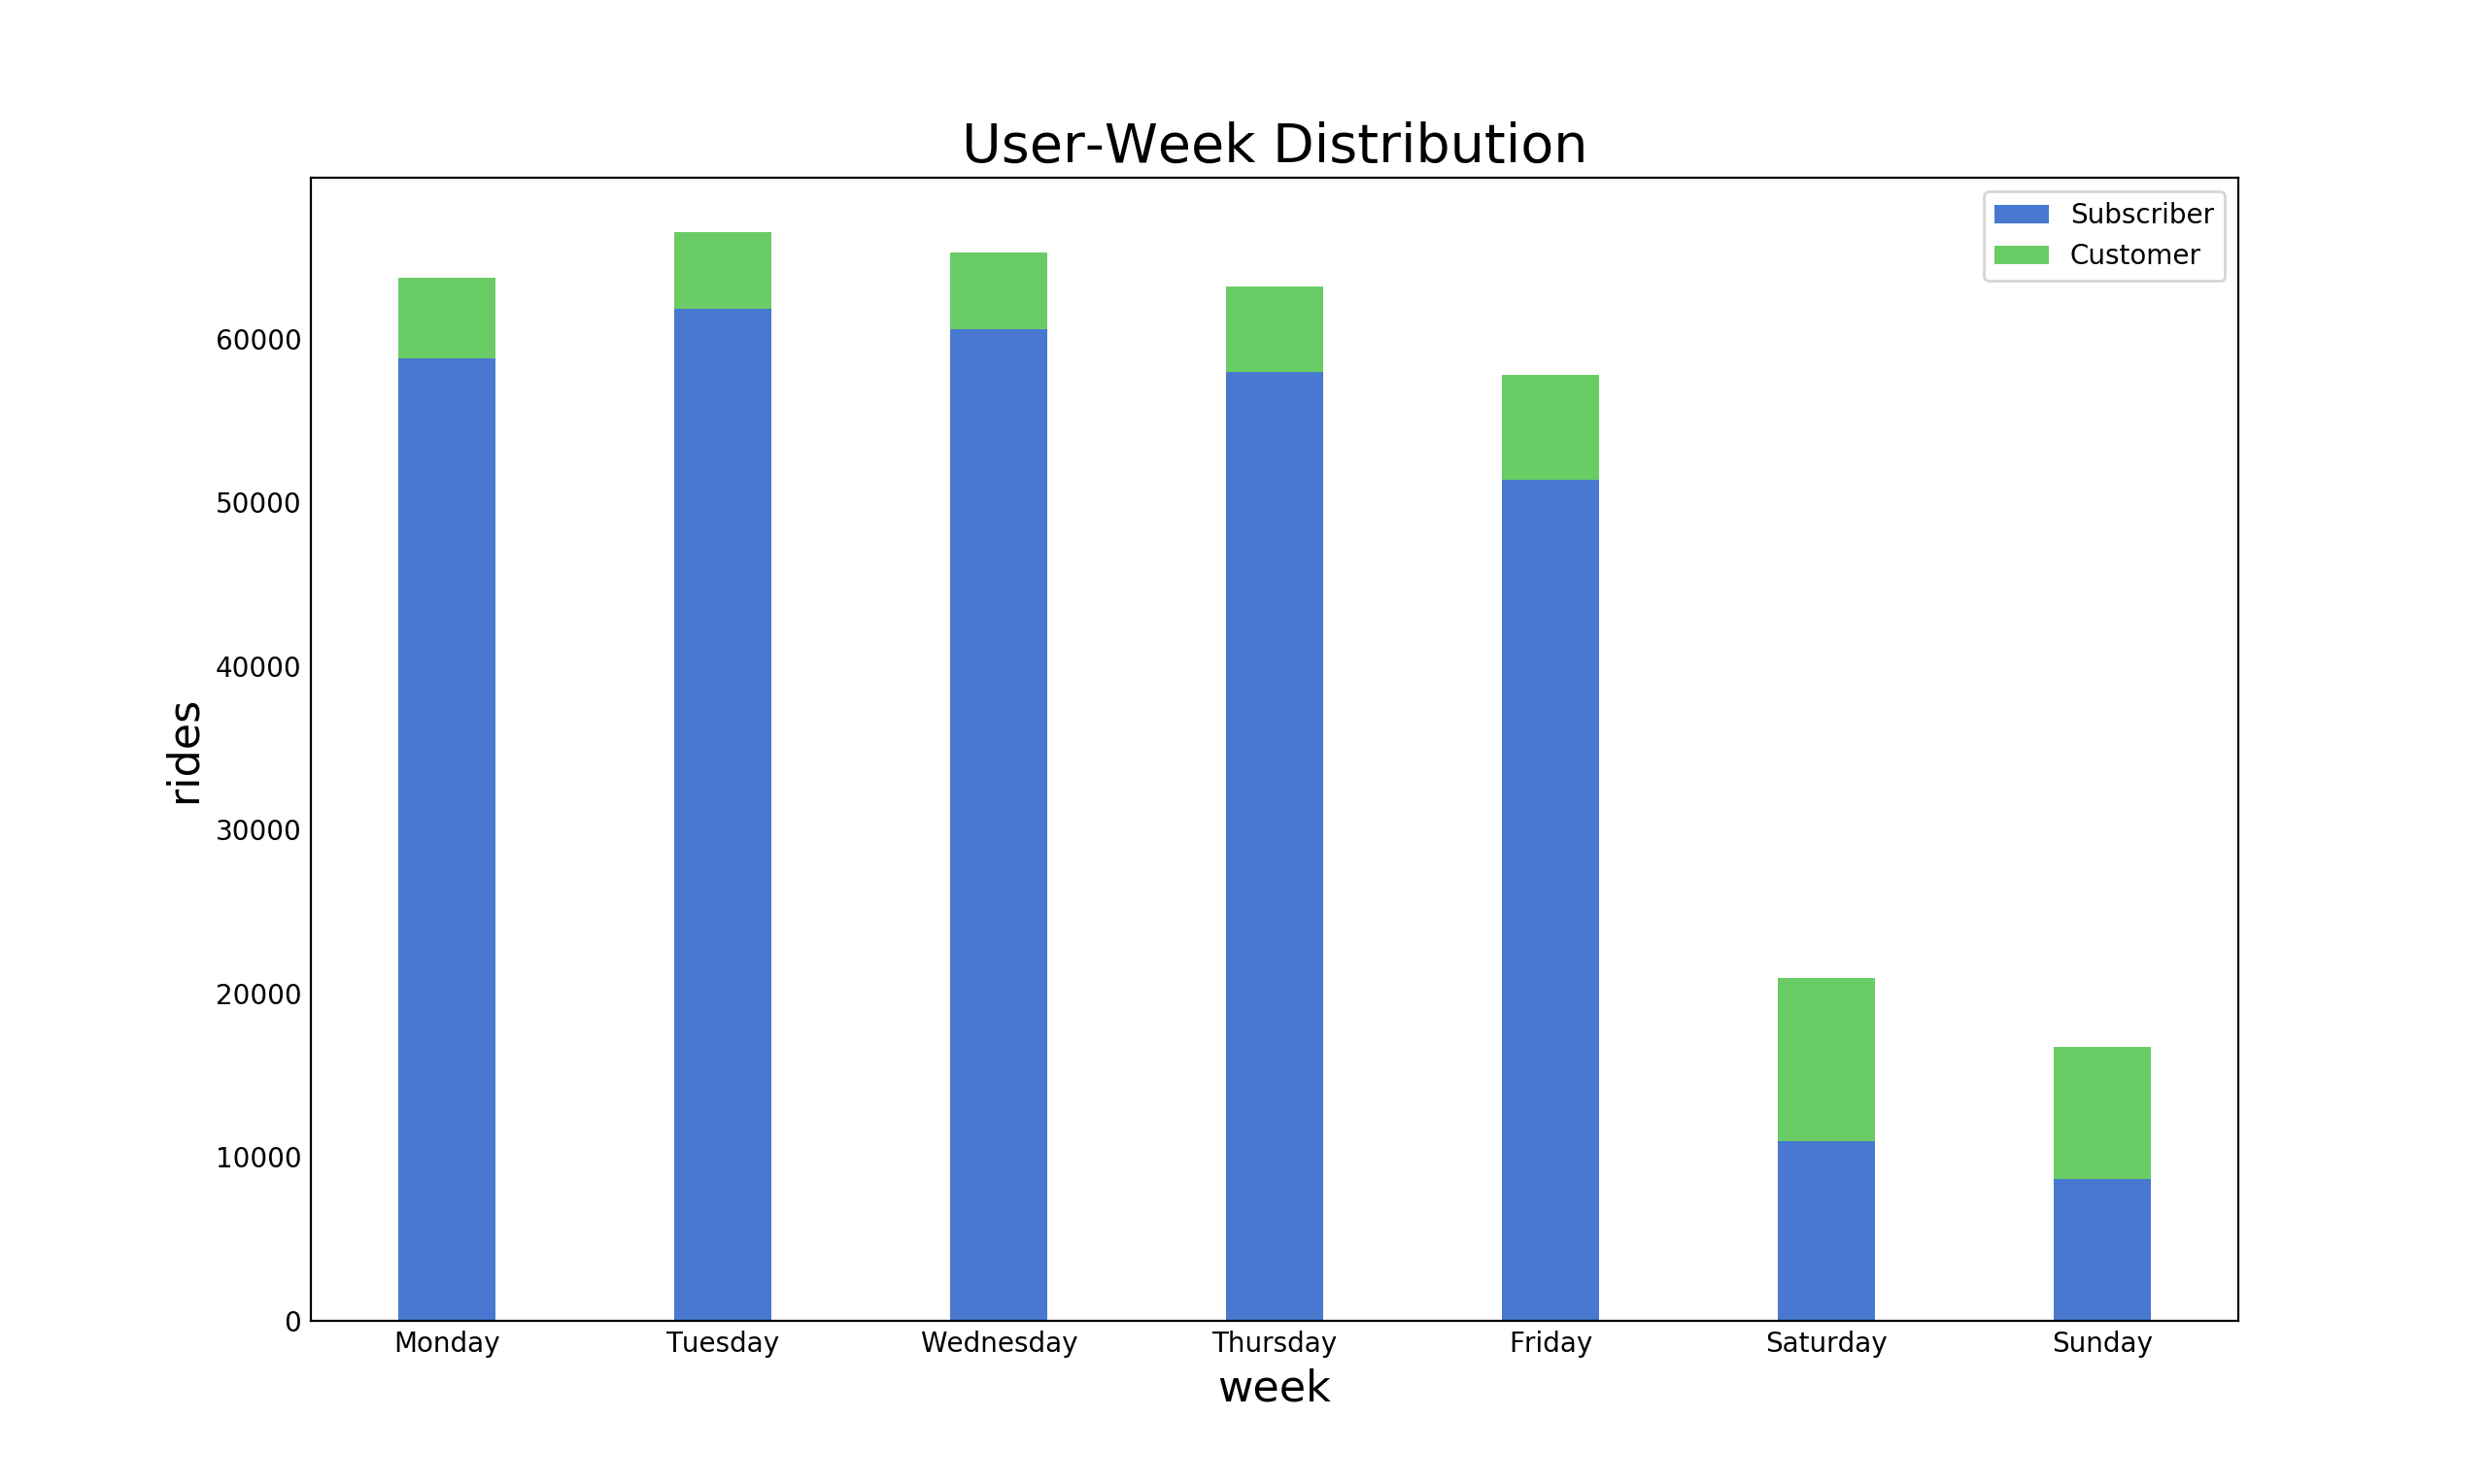 User-Week Distribution
Subscriber
Customer
60000
50000
40000
30000
20000
10000
0
rides
Monday Tuesday Wednesday Thursday Friday Saturday Sunday
week